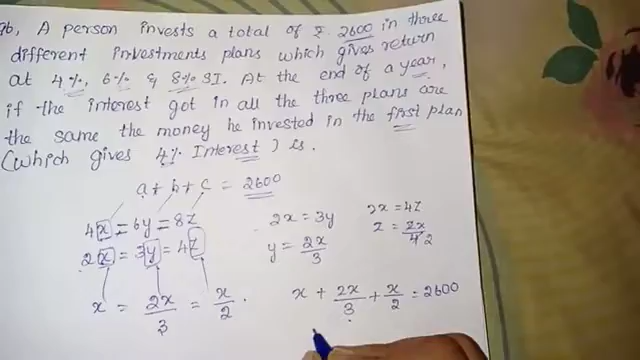 96, A person invests a total of ₹ 2600 in three
different investments plans which gives return
at 4%, 6% & 8% SI. At the end of a year,
if the interest got in all the three plans are
the same the money he invested in the first plan
(which gives 4% Interest) is.
a + b + c = 2600
4x = 6y = 8z
2x = 3y = 4z
x = 2x/3 = x/2
2x = 3y
y = 2x/3
2x = 4z
z = 2x/4 2
x + 2x/3 + x/2 = 2600